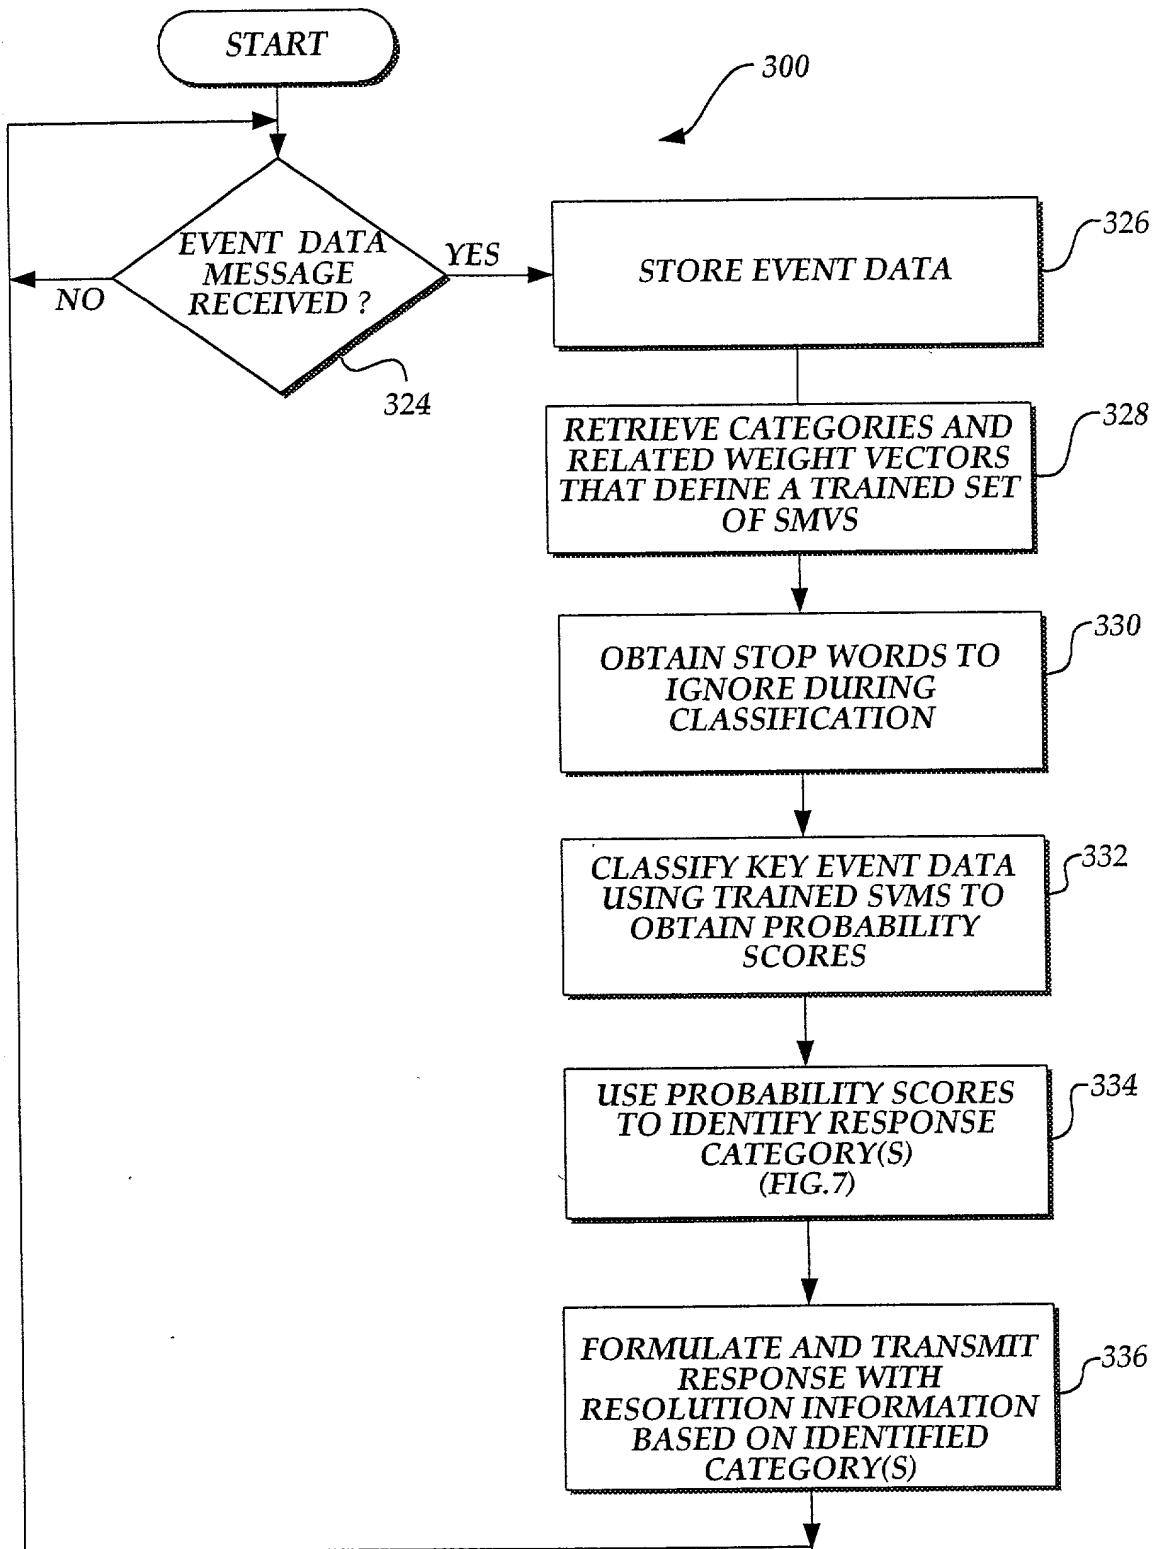 START
300
EVENT DATA
MESSAGE
RECEIVED ?
YES
NO
324
STORE EVENT DATA
326
RETRIEVE CATEGORIES AND
RELATED WEIGHT VECTORS
THAT DEFINE A TRAINED SET
OF SMVS
328
OBTAIN STOP WORDS TO
IGNORE DURING
CLASSIFICATION
330
CLASSIFY KEY EVENT DATA
USING TRAINED SVMS TO
OBTAIN PROBABILITY
SCORES
332
USE PROBABILITY SCORES
TO IDENTIFY RESPONSE
CATEGORY(S)
(FIG.7)
334
FORMULATE AND TRANSMIT
RESPONSE WITH
RESOLUTION INFORMATION
BASED ON IDENTIFIED
CATEGORY(S)
336